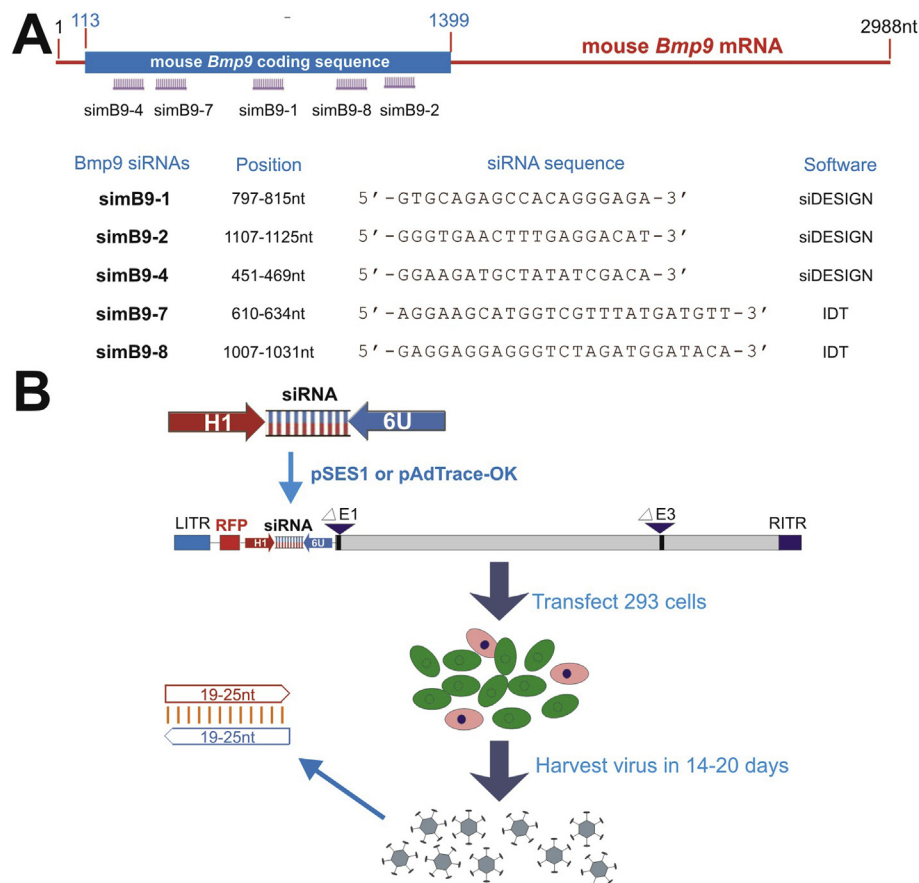 A
1 113 1399 2988nt
mouse Bmp9 mRNA
mouse Bmp9 coding sequence
simB9-4 simB9-7 simB9-1 simB9-8 simB9-2
Bmp9 siRNAs Position siRNA sequence Software
simB9-1 797-815nt 5’-GTGCAGAGCCACAGGGAGA-3’ siDESIGN
simB9-2 1107-1125nt 5’-GGGTGAACTTTGAGGACAT-3’ siDESIGN
simB9-4 451-469nt 5’-GGAAGATGCTATATCGACA-3’ siDESIGN
simB9-7 610-634nt 5’-AGGAAGCATGGTCGTTTATGATGTT-3’ IDT
simB9-8 1007-1031nt 5’-GAGGAGGAGGGTCTAGATGGATACA-3’ IDT
B
siRNA
H1 6U
pSES1 or pAdTrace-OK
LITR RFP siRNA △E1 △E3 RITR
H1 6U
Transfect 293 cells
19-25nt
19-25nt
Harvest virus in 14-20 days